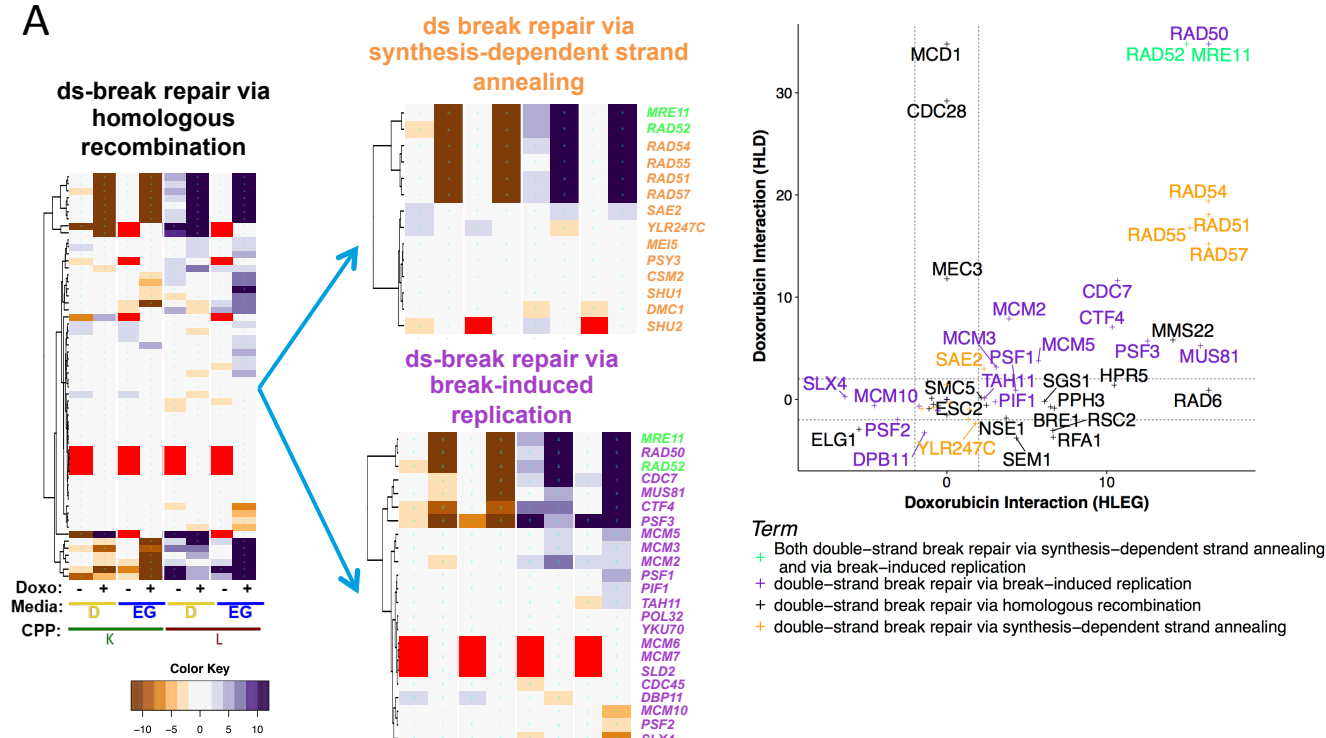 A
ds-break repair via
homologous
recombination
Doxo: - + - + - + - +
Media: D EG D EG
CPP: K L
Color Key
−10 −5 0 5 10
ds break repair via
synthesis-dependent strand
annealing
MRE11
RAD52
RAD54
RAD55
RAD51
RAD57
SAE2
YLR247C
MEI5
PSY3
CSM2
SHU1
DMC1
SHU2
ds-break repair via
break-induced
replication
MRE11
RAD50
RAD52
CDC7
MUS81
CTF4
PSF3
MCM5
MCM3
MCM2
PSF1
PIF1
TAH11
POL32
YKU70
MCM6
MCM7
SLD2
CDC45
DBP11
MCM10
PSF2
SLX4
Doxorubicin Interaction (HLD)
30
20
10
0
RAD50
MCD1
RAD52 MRE11
CDC28
RAD54
RAD51
RAD55
RAD57
MEC3
CDC7
MCM2
CTF4
MMS22
MCM3
MCM5
PSF3
MUS81
SAE2
PSF1
HPR5
SLX4
SMC5
TAH11
SGS1
MCM10
PIF1
PPH3
RAD6
ESC2
BRE1
RSC2
ELG1
PSF2
NSE1
RFA1
DPB11
YLR247C
SEM1
0 10
Doxorubicin Interaction (HLEG)
Term
Both double−strand break repair via synthesis−dependent strand annealing
and via break−induced replication
double−strand break repair via break−induced replication
double−strand break repair via homologous recombination
double−strand break repair via synthesis−dependent strand annealing